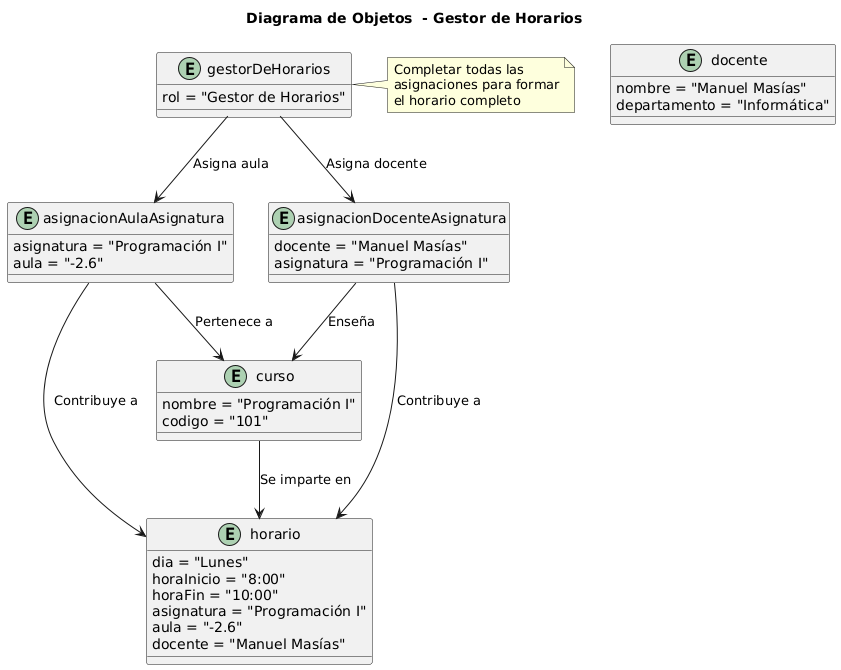 Diagrama de Objetos  - Gestor de Horarios
E gestorDeHorarios
rol = "Gestor de Horarios"
Completar todas las
asignaciones para formar
el horario completo
E docente
nombre = "Manuel Masías"
departamento = "Informática"
Asigna aula
Asigna docente
E asignacionAulaAsignatura
asignatura = "Programación I"
aula = "-2.6"
E asignacionDocenteAsignatura
docente = "Manuel Masías"
asignatura = "Programación I"
Pertenece a
Enseña
Contribuye a
E curso
nombre = "Programación I"
codigo = "101"
Contribuye a
Se imparte en
E horario
dia = "Lunes"
horaInicio = "8:00"
horaFin = "10:00"
asignatura = "Programación I"
aula = "-2.6"
docente = "Manuel Masías"